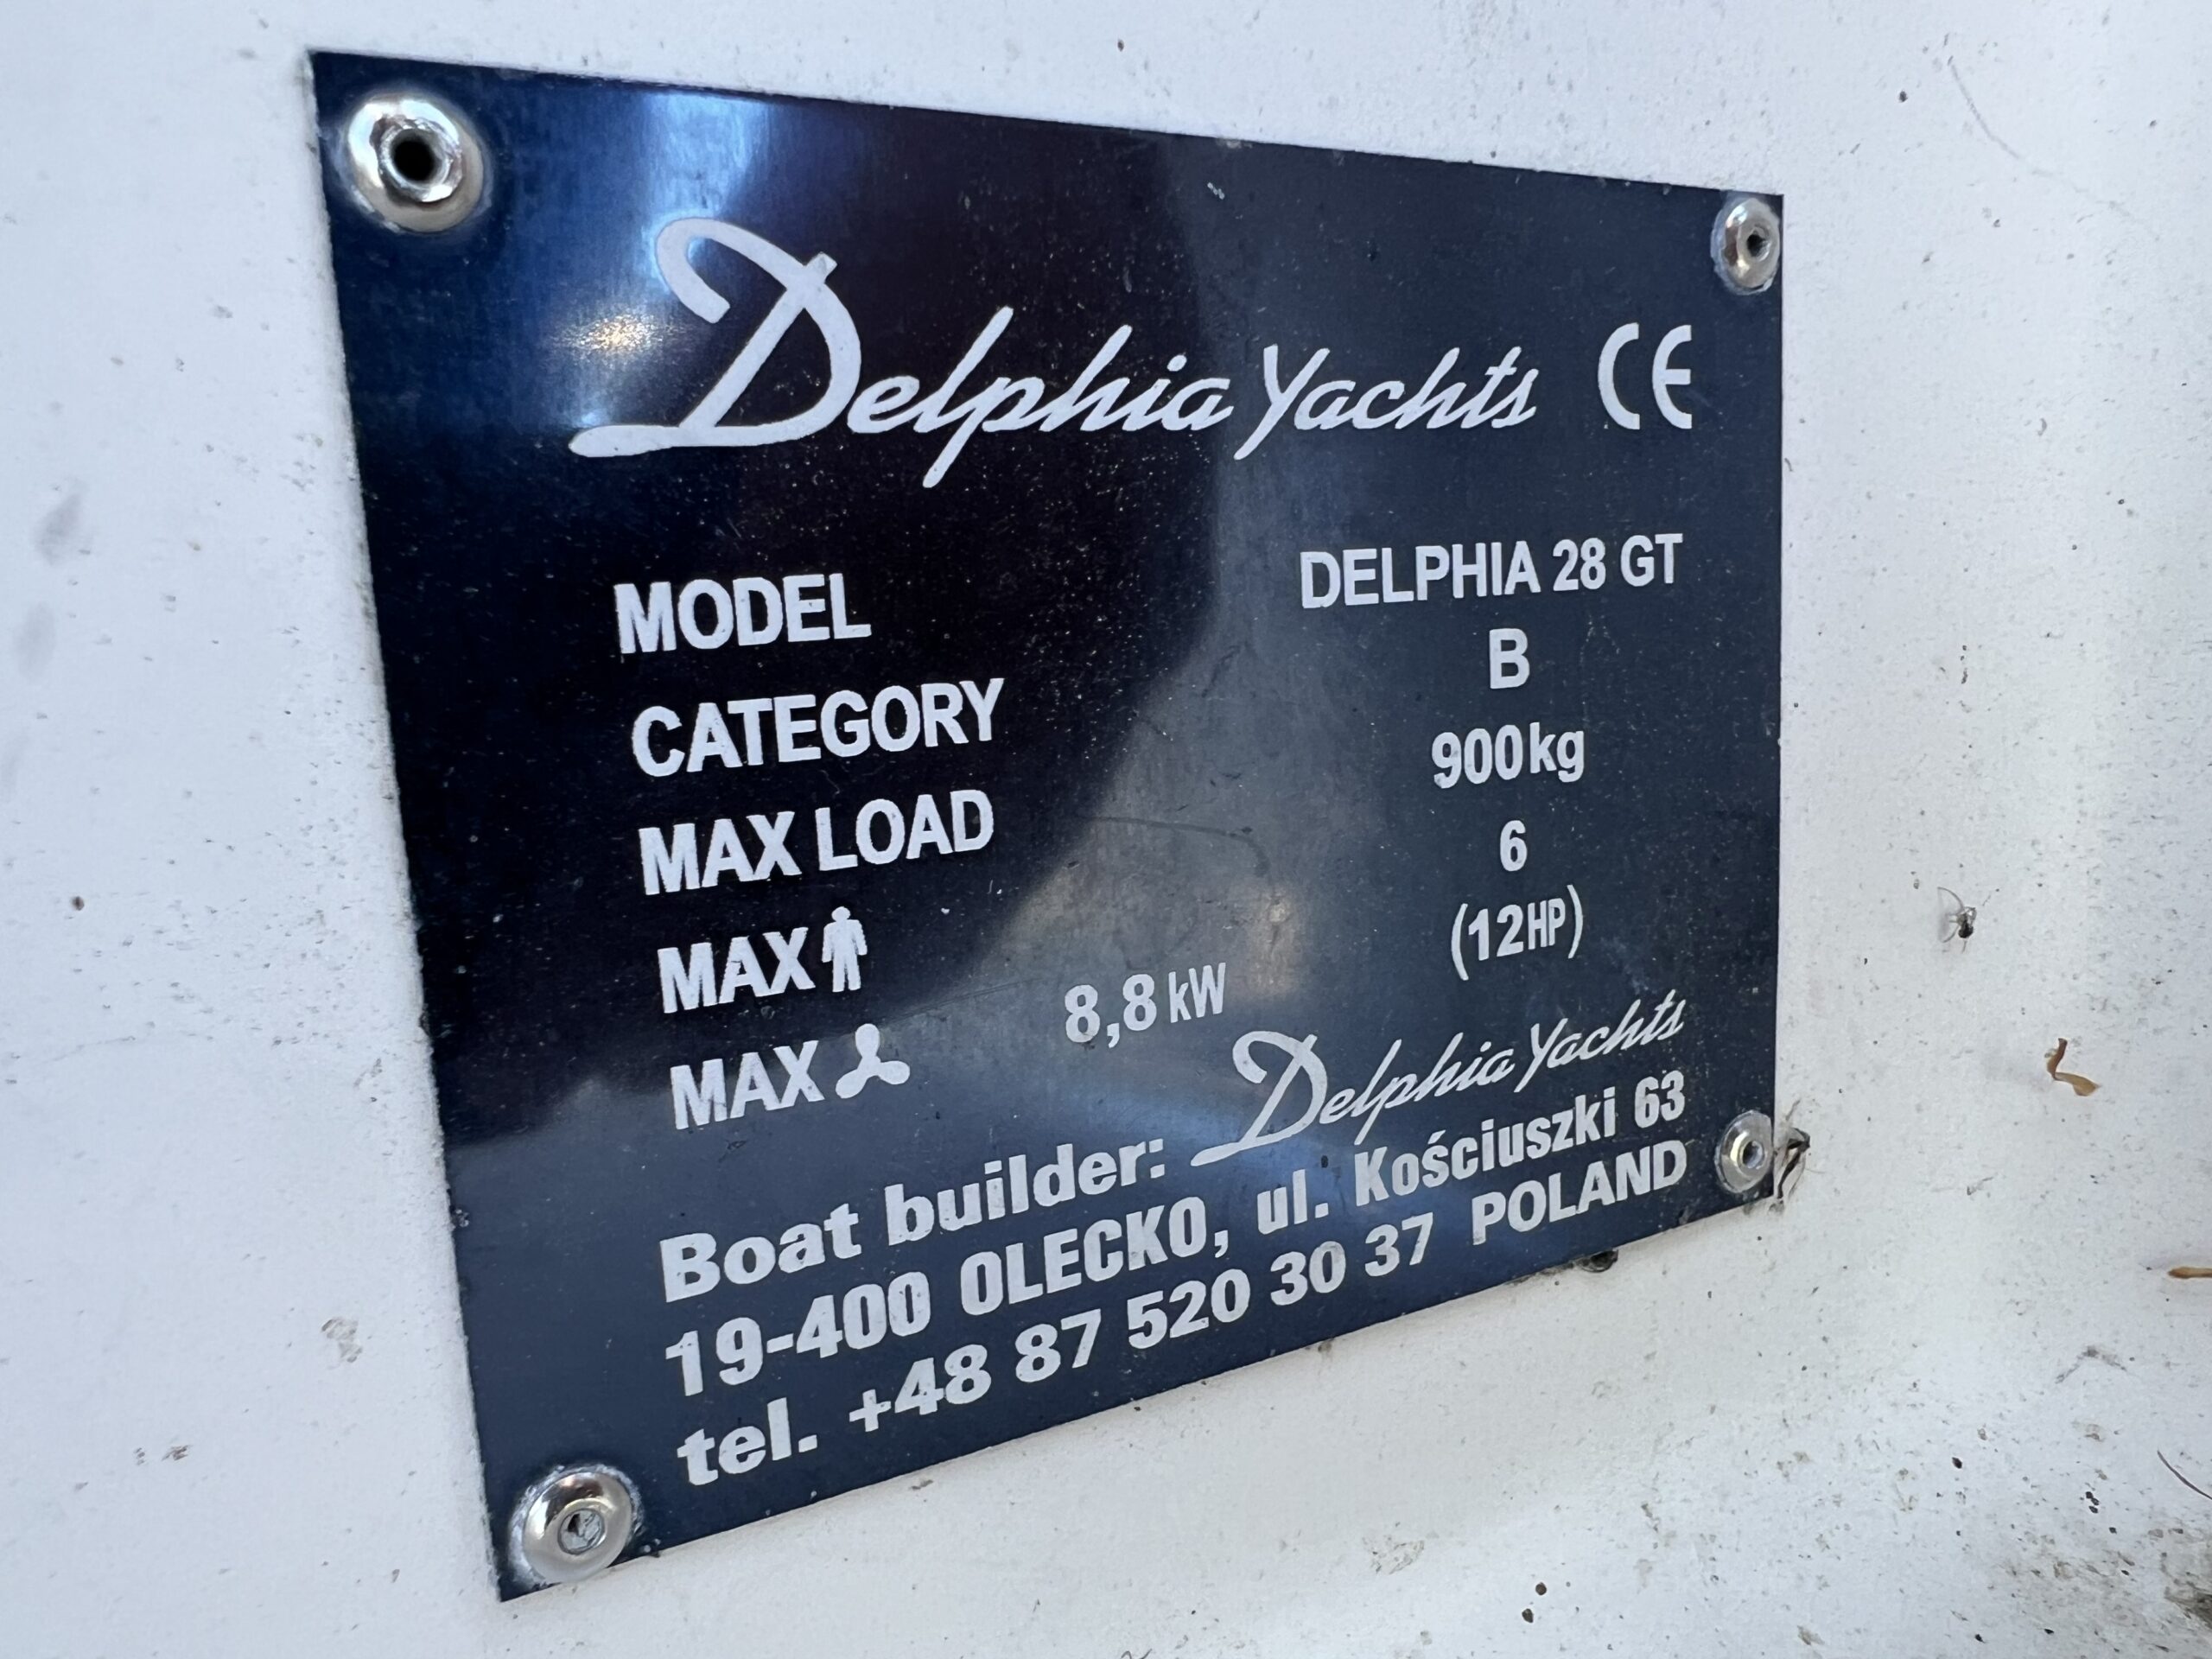 Delphia Yachts CE
MODEL DELPHIA 28 GT
CATEGORY B
MAX LOAD 900kg
MAX 6
MAX 8,8 kW (12HP)
Boat builder: Delphia Yachts
19-400 OLECKO, ul. Kościuszki 63
tel. +48 87 520 30 37 POLAND